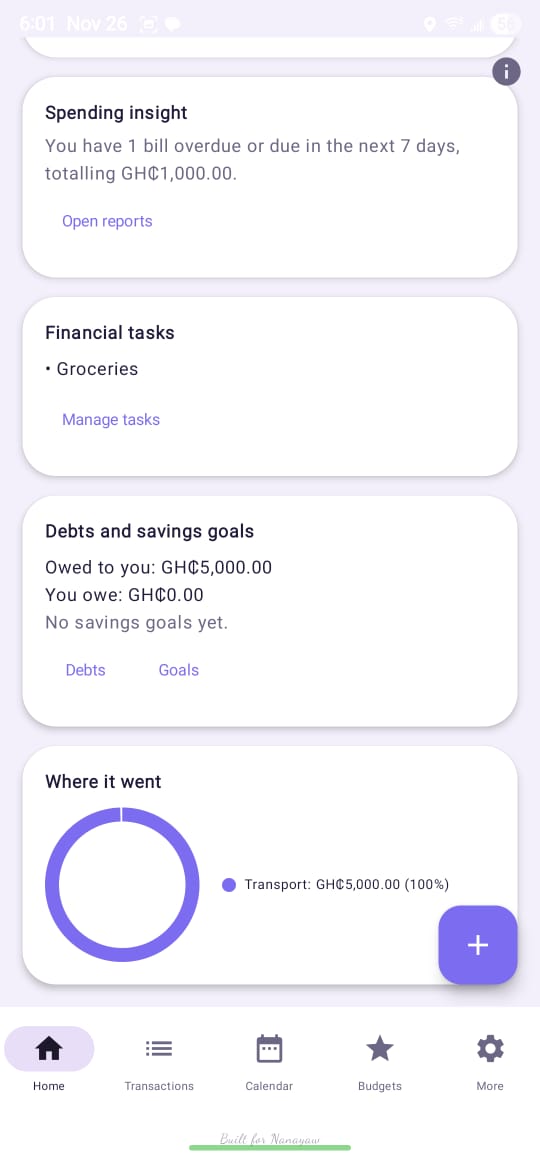 6:01 Nov 26
Spending insight
You have 1 bill overdue or due in the next 7 days,
totalling GH₵1,000.00.
Open reports
Financial tasks
• Groceries
Manage tasks
Debts and savings goals
Owed to you: GH₵5,000.00
You owe: GH₵0.00
No savings goals yet.
Debts Goals
Where it went
Transport: GH₵5,000.00 (100%)
Home Transactions Calendar Budgets More
Built for Nanayaw